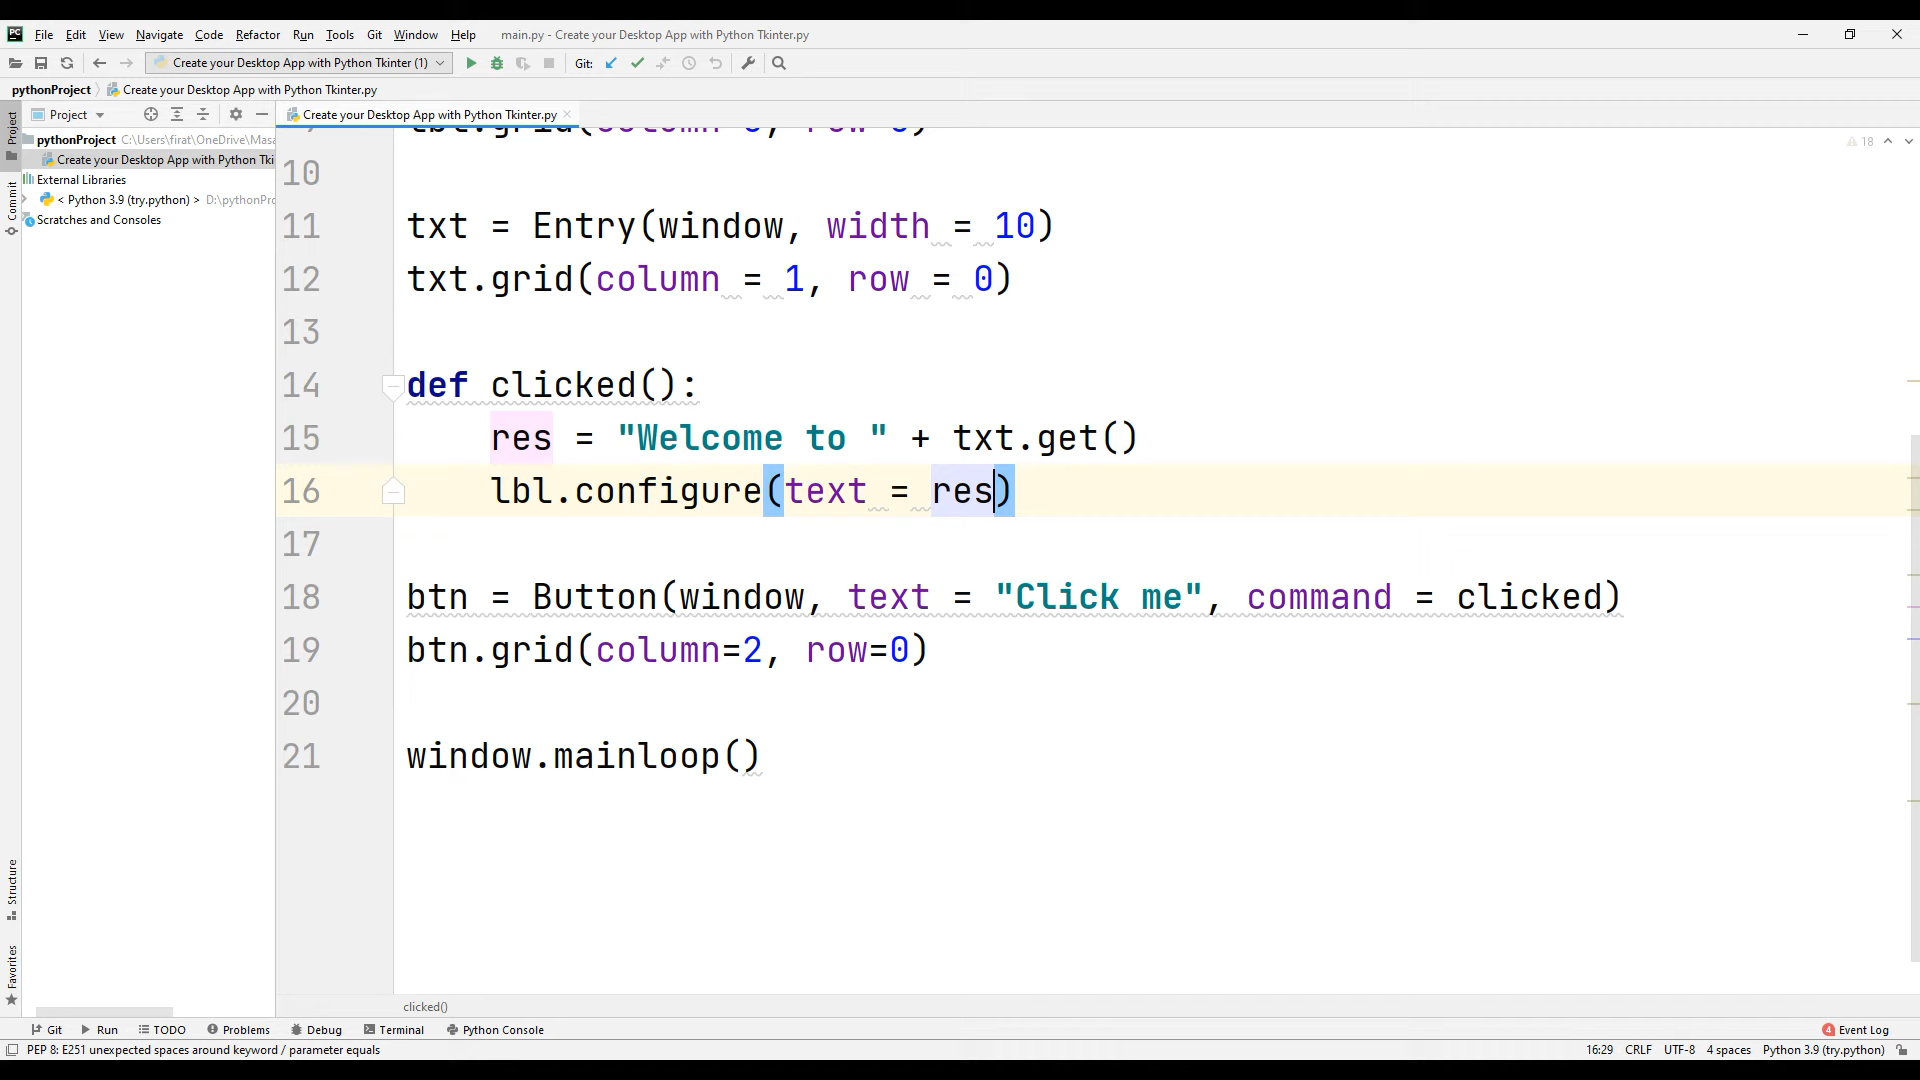 PC File Edit View Navigate Code Refactor Run Tools Git Window Help main.py - Create your Desktop App with Python Tkinter.py
Create your Desktop App with Python Tkinter (1) Git:
pythonProject Create your Desktop App with Python Tkinter.py
Project Create your Desktop App with Python Tkinter.py
Project
Commit
Structure
Favorites
pythonProject C:\Users\firat\OneDrive\Masa
Create your Desktop App with Python Tki
External Libraries
< Python 3.9 (try.python) > D:\pythonPro
Scratches and Consoles
18
10
11 txt = Entry(window, width = 10)
12 txt.grid(column = 1, row = 0)
13
14 def clicked():
15 res = "Welcome to " + txt.get()
16 lbl.configure(text = res)
17
18 btn = Button(window, text = "Click me", command = clicked)
19 btn.grid(column=2, row=0)
20
21 window.mainloop()
clicked()
Git Run TODO Problems Debug Terminal Python Console 4 Event Log
PEP 8: E251 unexpected spaces around keyword / parameter equals 16:29 CRLF UTF-8 4 spaces Python 3.9 (try.python)